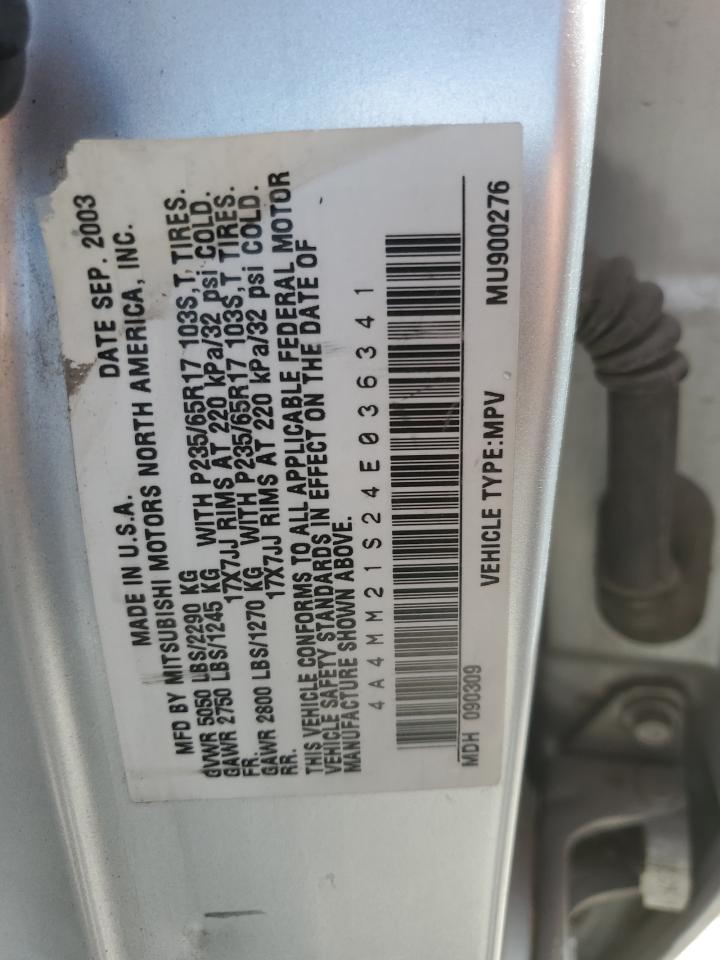 MADE IN U.S.A. DATE SEP. 2003
MFD BY MITSUBISHI MOTORS NORTH AMERICA, INC.
GVWR 5050 LBS/2290 KG
GAWR 2750 LBS/1245 KG WITH P235/65R17 103S,T, TIRES.
FR. 17X7JJ RIMS AT 220 kPa/32 psi COLD.
GAWR 2800 LBS/1270 KG WITH P235/65R17 103S,T, TIRES.
RR. 17X7JJ RIMS AT 220 kPa/32 psi COLD.
THIS VEHICLE CONFORMS TO ALL APPLICABLE FEDERAL MOTOR
VEHICLE SAFETY STANDARDS IN EFFECT ON THE DATE OF
MANUFACTURE SHOWN ABOVE.
4A4MM21S24E036341
MDH 090309 VEHICLE TYPE:MPV MU900276